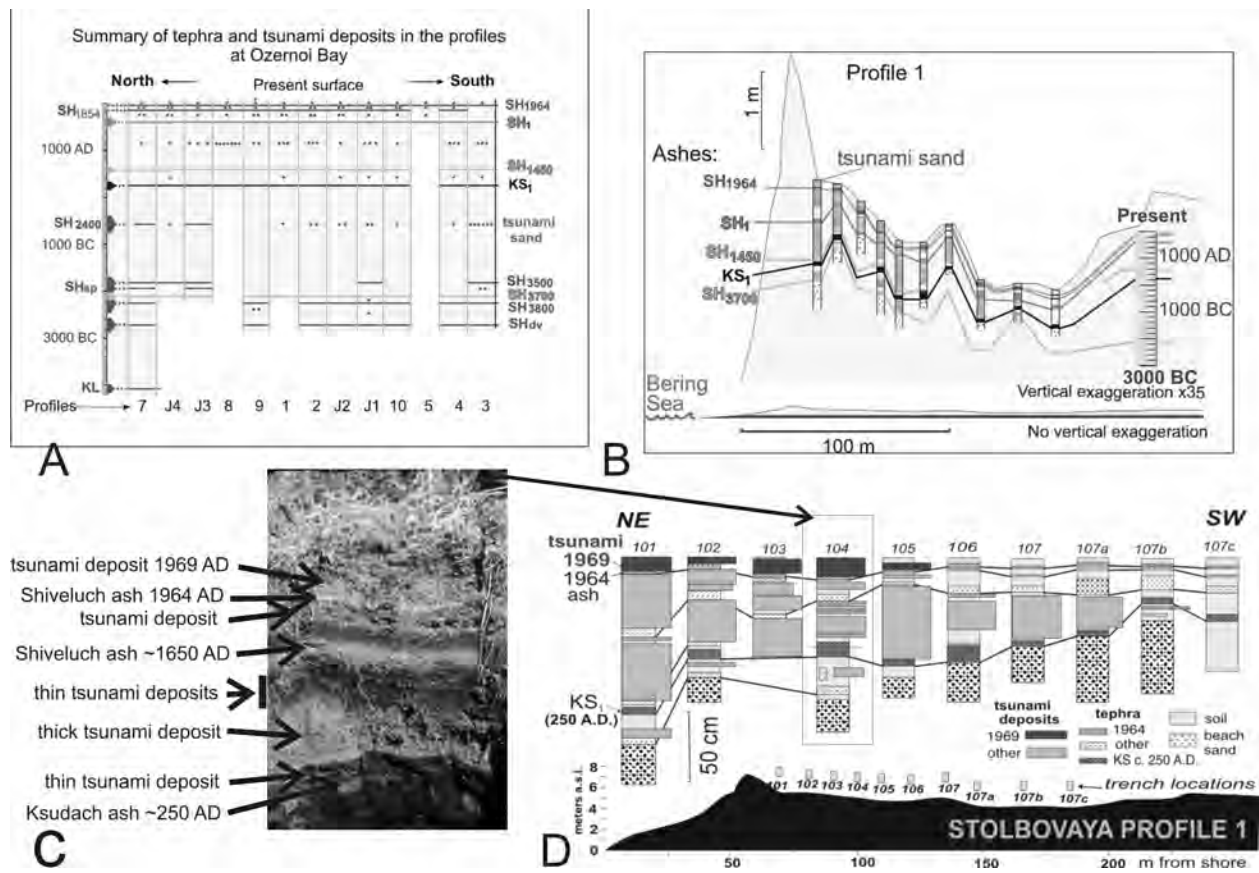 Summary of tephra and tsunami deposits in the profiles
at Ozernoi Bay
North
Present surface
South
SH1854
1000 AD
SH2400
1000 BC
SHsp
3000 BC
KL
SH1964
SH1
SH1450
KS1
tsunami
sand
SH3500
SH3700
SH3800
SHdv
Profiles 7 J4 J3 8 9 1 2 J2 J1 10 5 4 3
A
Profile 1
1 m
Ashes:
tsunami sand
SH1964
SH1
SH1450
KS1
SH3700
Present
1000 AD
1000 BC
3000 BC
Vertical exaggeration x35
Bering
Sea
No vertical exaggeration
100 m
B
tsunami deposit 1969 AD
Shiveluch ash 1964 AD
tsunami deposit
Shiveluch ash ~1650 AD
thin tsunami deposits
thick tsunami deposit
thin tsunami deposit
Ksudach ash ~250 AD
C
NE
SW
tsunami
1969
1964
ash
101 102 103 104 105 106 107 107a 107b 107c
KS1
(250 A.D.)
50 cm
tsunami
deposits
1969
other
tephra
1964
other
KS c. 250 A.D.
soil
beach
sand
trench locations
101 102 103 104 105 106 107 107a 107b 107c
meters a.s.l.
8
6
4
2
0
STOLBOVAYA PROFILE 1
50 100 150 200 m from shore
D